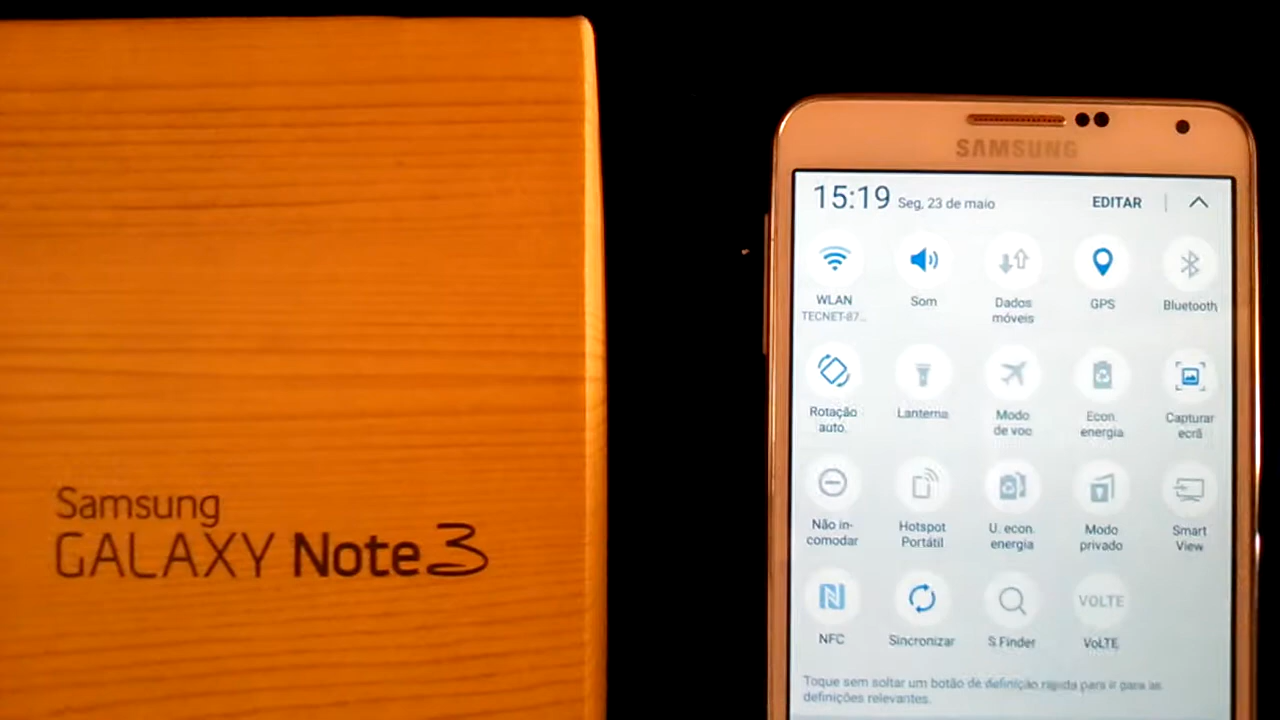 Samsung
GALAXY Note 3
SAMSUNG
15:19 Seg, 23 de maio EDITAR
WLAN
TECNET-87...
Som
Dados
móveis
GPS
Bluetooth
Rotação
auto.
Lanterna
Modo
de voo
Econ.
energia
Capturar
ecrã
Não in-
comodar
Hotspot
Portátil
U. econ.
energia
Modo
privado
Smart
View
NFC
Sincronizar
S Finder
VOLTE
VoLTE
Toque sem soltar um botão de definição rápida para ir para as
definições relevantes.